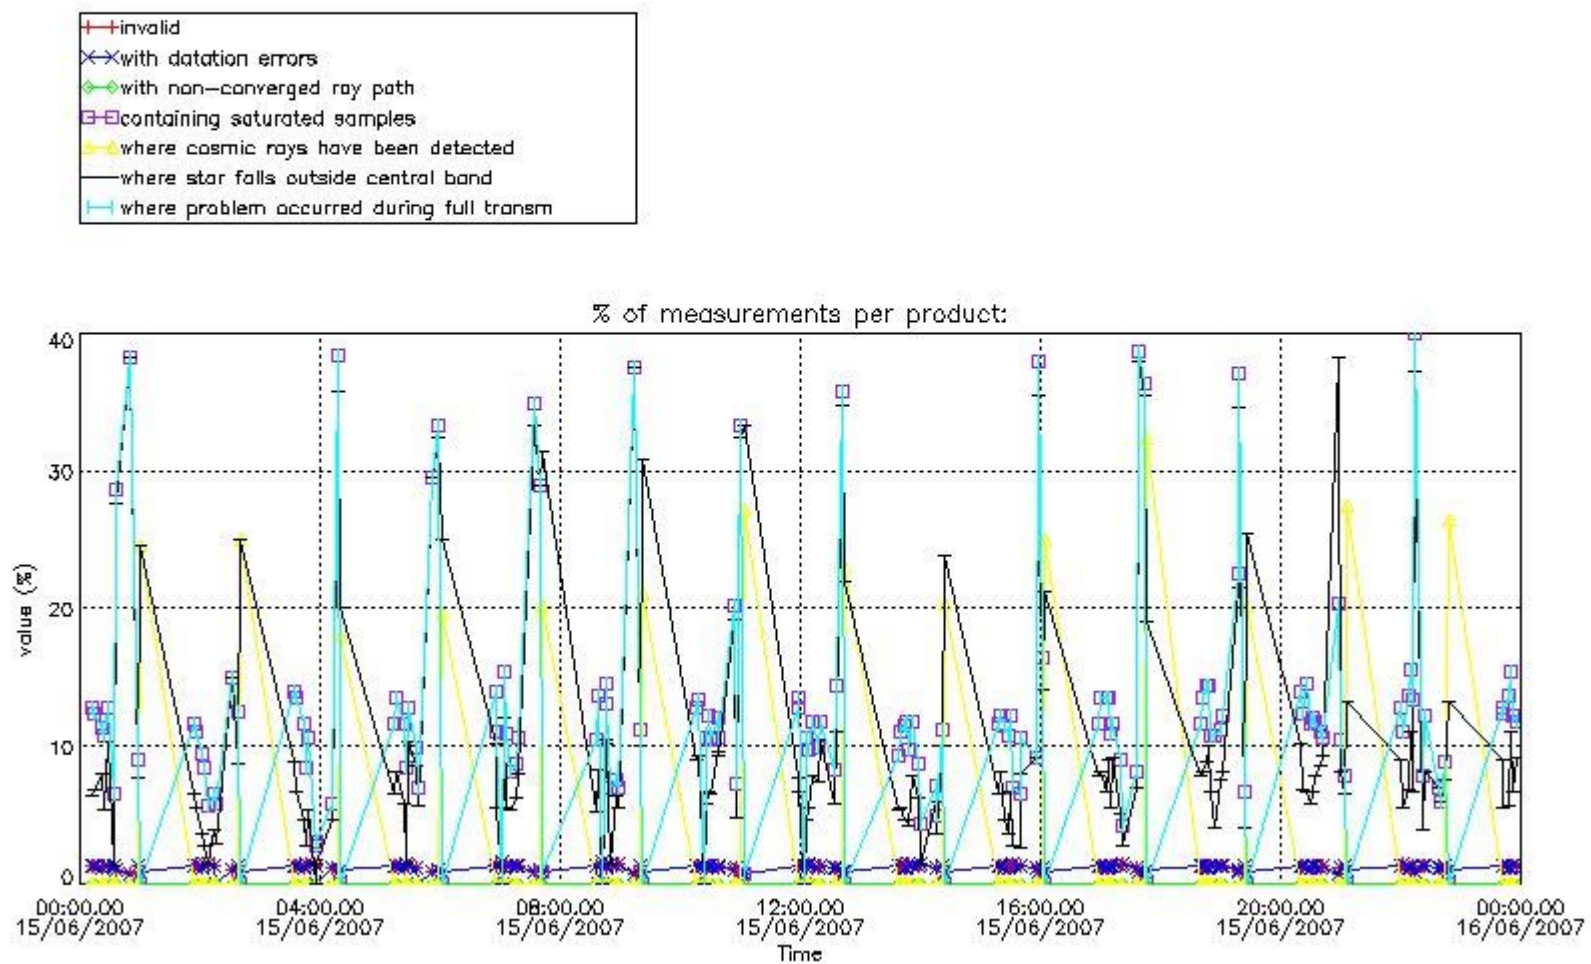 invalid
with datation errors
with non-converged ray path
containing saturated samples
where cosmic rays have been detected
where star falls outside central band
where problem occurred during full transm
% of measurements per product:
40
30
20
10
0
value (%)
00:00:00 04:00:00 08:00:00 12:00:00 16:00:00 20:00:00 00:00:00
15/06/2007 15/06/2007 15/06/2007 15/06/2007 15/06/2007 15/06/2007 16/06/2007
Time